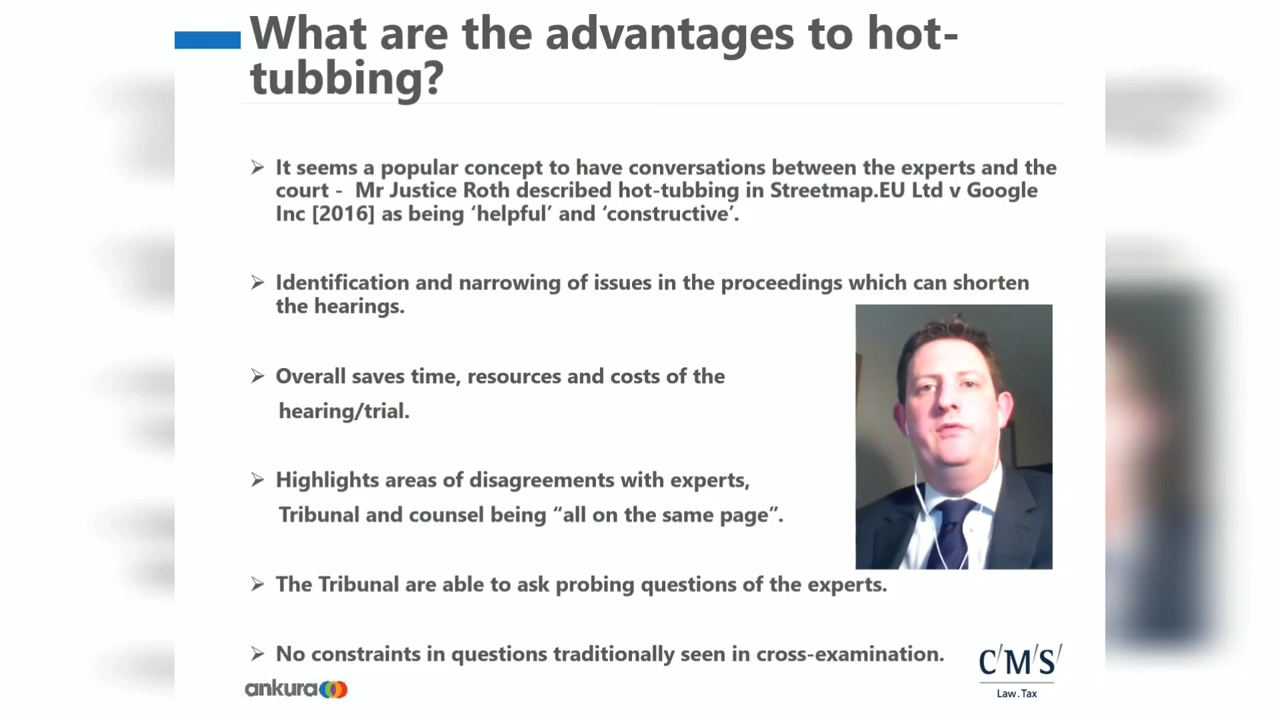 What are the advantages to hot-
tubbing?
➢ It seems a popular concept to have conversations between the experts and the
court - Mr Justice Roth described hot-tubbing in Streetmap.EU Ltd v Google
Inc [2016] as being ‘helpful’ and ‘constructive’.
➢ Identification and narrowing of issues in the proceedings which can shorten
the hearings.
➢ Overall saves time, resources and costs of the
hearing/trial.
➢ Highlights areas of disagreements with experts,
Tribunal and counsel being “all on the same page”.
➢ The Tribunal are able to ask probing questions of the experts.
➢ No constraints in questions traditionally seen in cross-examination.
ankura
C/M/S/
Law.Tax